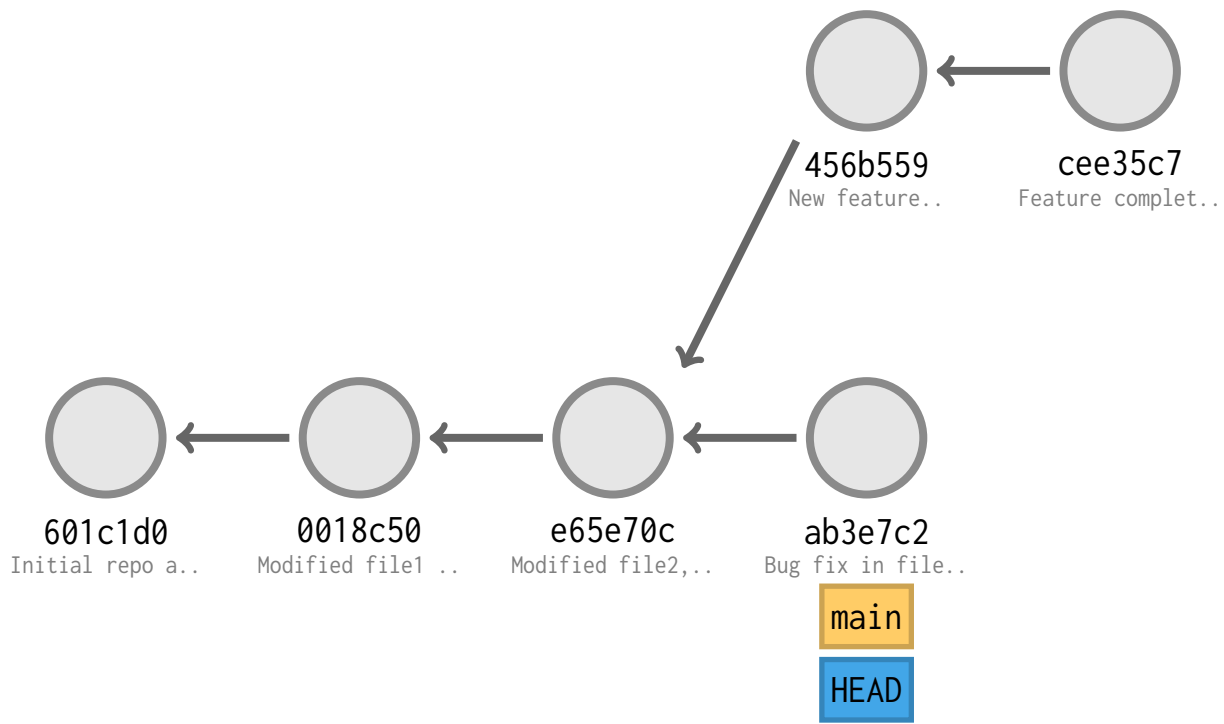 456b559
New feature..
cee35c7
Feature complet..
601c1d0
Initial repo a..
0018c50
Modified file1 ..
e65e70c
Modified file2,..
ab3e7c2
Bug fix in file..
main
HEAD